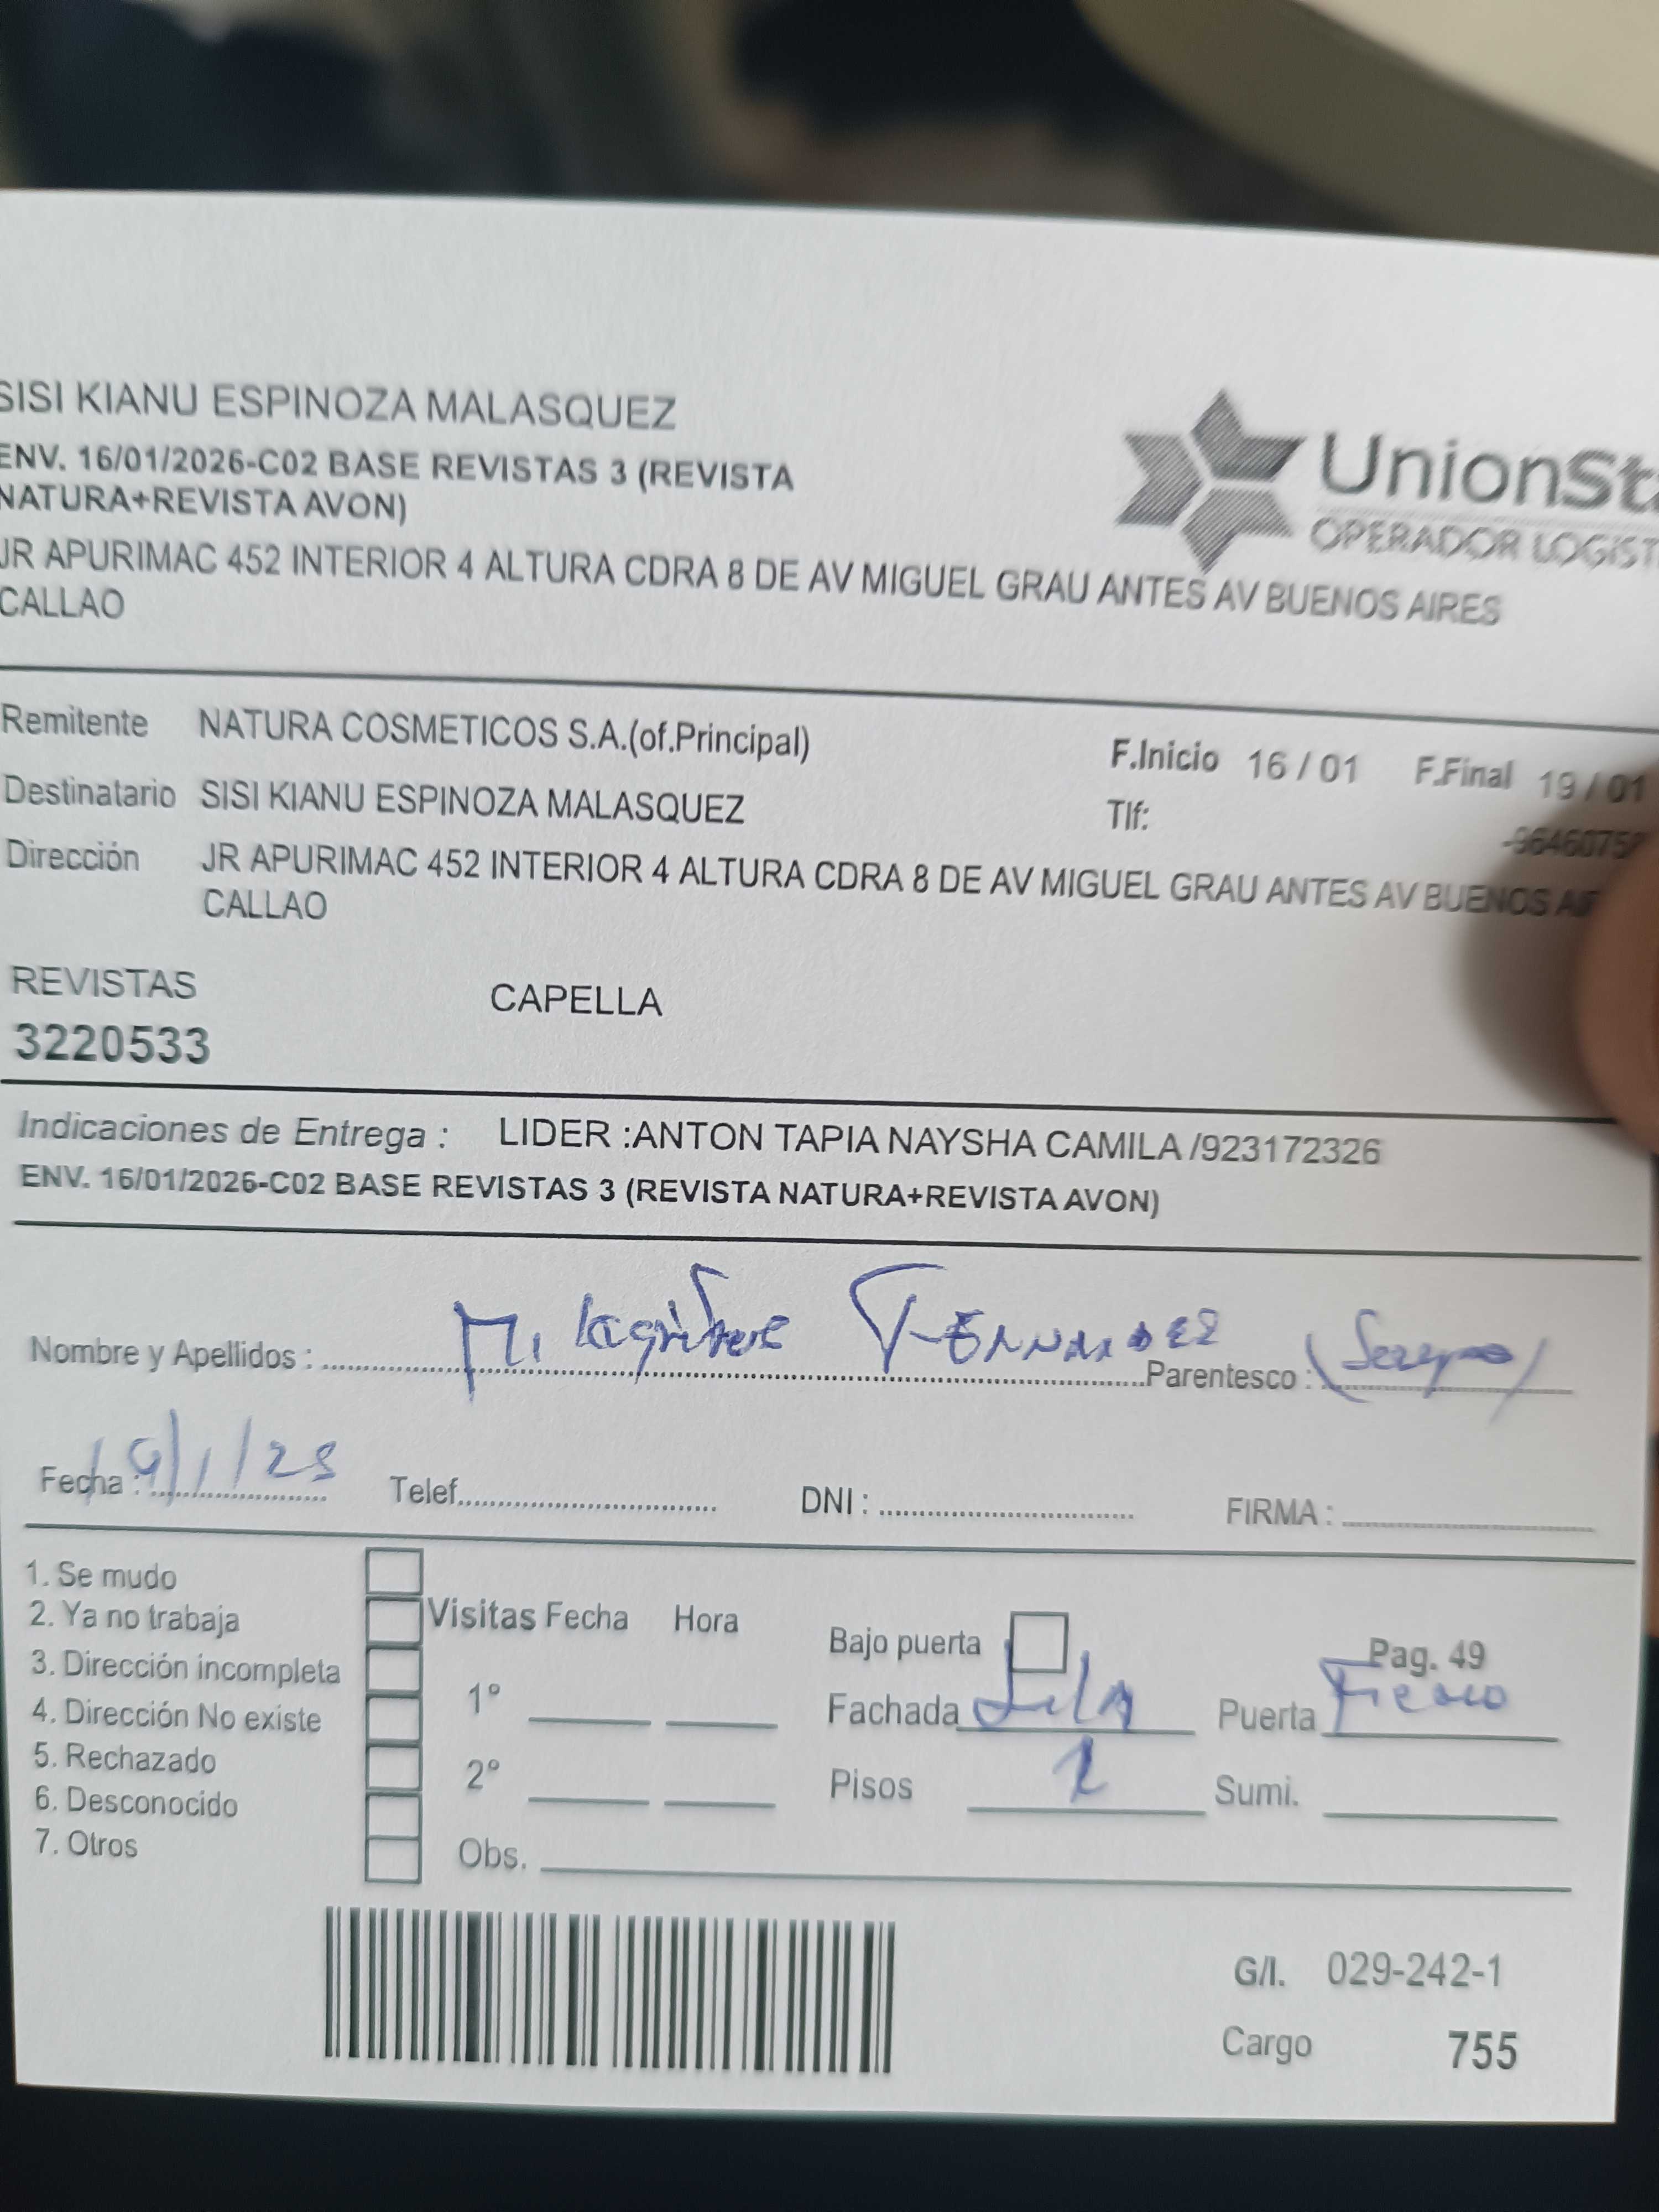 SISI KIANU ESPINOZA MALASQUEZ
ENV. 16/01/2026-C02 BASE REVISTAS 3 (REVISTA
NATURA+REVISTA AVON)
UnionSta
OPERADOR LOGIST
JR APURIMAC 452 INTERIOR 4 ALTURA CDRA 8 DE AV MIGUEL GRAU ANTES AV BUENOS AIRES
CALLAO
Remitente NATURA COSMETICOS S.A.(of.Principal) F.Inicio 16 / 01 F.Final 19 / 01
Destinatario SISI KIANU ESPINOZA MALASQUEZ Tlf: -9646075
Dirección JR APURIMAC 452 INTERIOR 4 ALTURA CDRA 8 DE AV MIGUEL GRAU ANTES AV BUENOS AI
CALLAO
REVISTAS CAPELLA
3220533
Indicaciones de Entrega : LIDER :ANTON TAPIA NAYSHA CAMILA /923172326
ENV. 16/01/2026-C02 BASE REVISTAS 3 (REVISTA NATURA+REVISTA AVON)
Nombre y Apellidos : FERNANDEZ Parentesco :
Fecha : Telef. DNI : FIRMA :
1. Se mudo
2. Ya no trabaja Visitas Fecha Hora Bajo puerta Pag. 49
3. Dirección incompleta 1° Fachada LILA Puerta
4. Dirección No existe
5. Rechazado 2° Pisos Sumi.
6. Desconocido
7. Otros Obs.
G/I. 029-242-1
Cargo 755